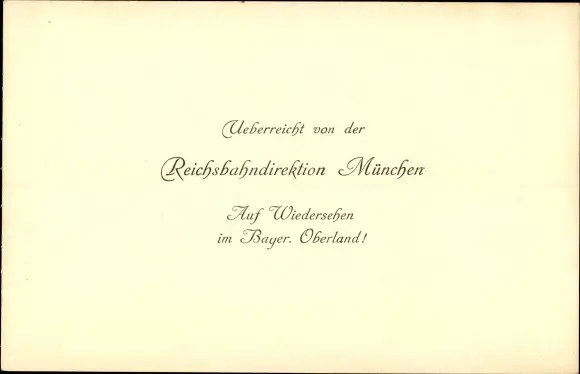 Ueberreicht von der
Reichsbahndirektion München
Auf Wiedersehen
im Bayer. Oberland!